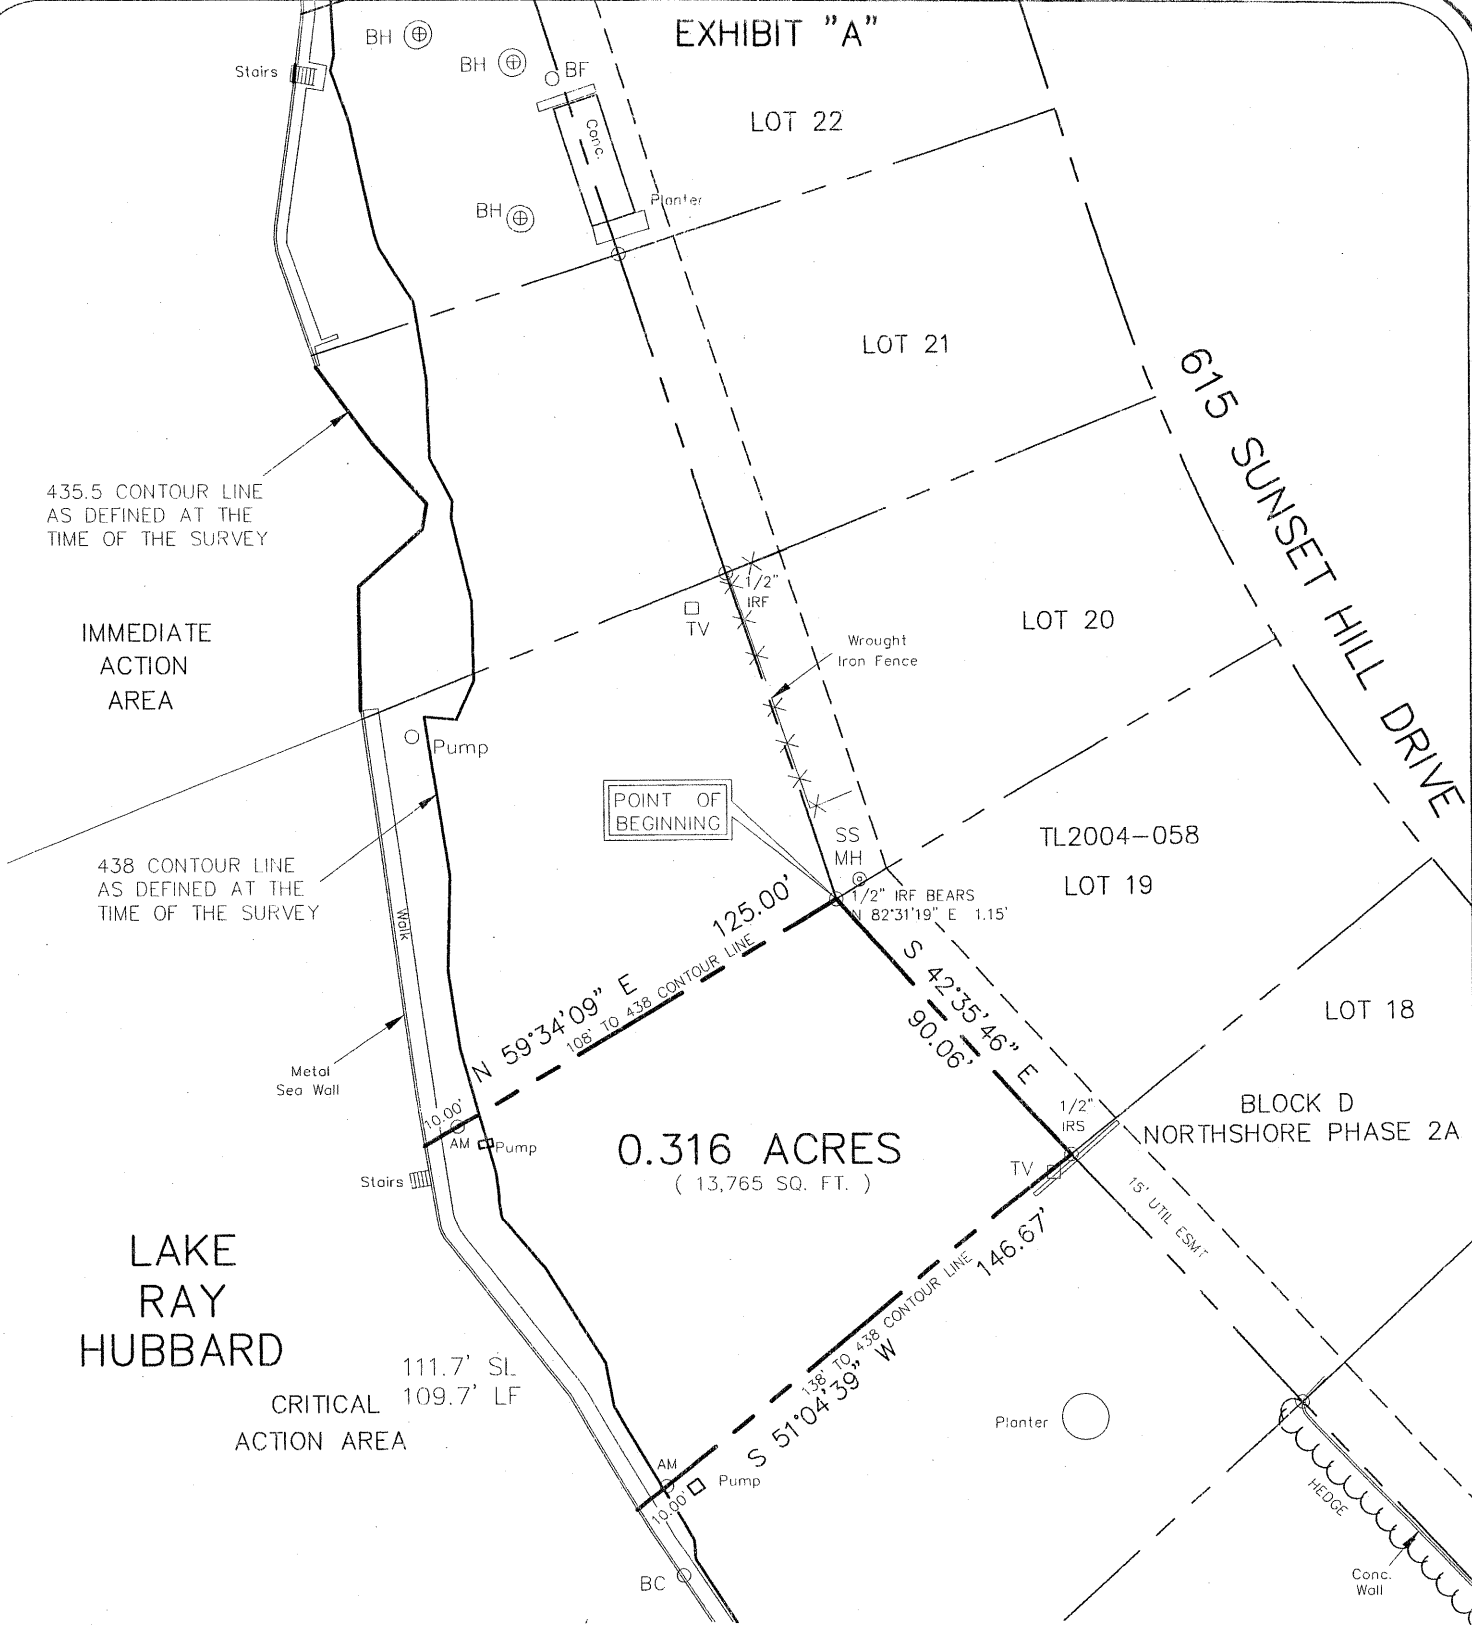 EXHIBIT "A"
BH
BH
BF
Stairs
LOT 22
Conc.
Planter
BH
LOT 21
615 SUNSET HILL DRIVE
435.5 CONTOUR LINE
AS DEFINED AT THE
TIME OF THE SURVEY
1/2"
IRF
TV
LOT 20
IMMEDIATE
ACTION
AREA
Wrought
Iron Fence
Pump
POINT OF
BEGINNING
SS
MH
TL2004-058
LOT 19
438 CONTOUR LINE
AS DEFINED AT THE
TIME OF THE SURVEY
Walk
1/2" IRF BEARS
N 82°31'19" E 1.15'
125.00'
N 59°34'09" E
108' TO 438 CONTOUR LINE
S 42°35'46" E
90.06'
LOT 18
Metal
Sea Wall
10.00'
AM
Pump
1/2"
IRS
BLOCK D
NORTHSHORE PHASE 2A
0.316 ACRES
( 13,765 SQ. FT. )
TV
Stairs
15' UTIL ESMT
LAKE
RAY
HUBBARD
146.67'
138' TO 438 CONTOUR LINE
S 51°04'39" W
111.7' SL
109.7' LF
CRITICAL
ACTION AREA
Planter
AM
Pump
10.00'
HEDGE
BC
Conc.
Wall